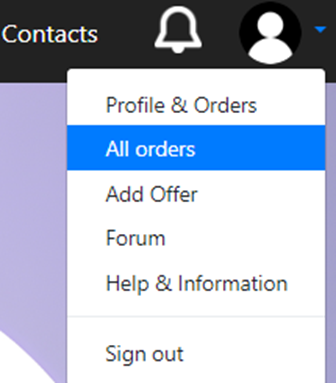 Contacts
Profile & Orders
All orders
Add Offer
Forum
Help & Information
Sign out